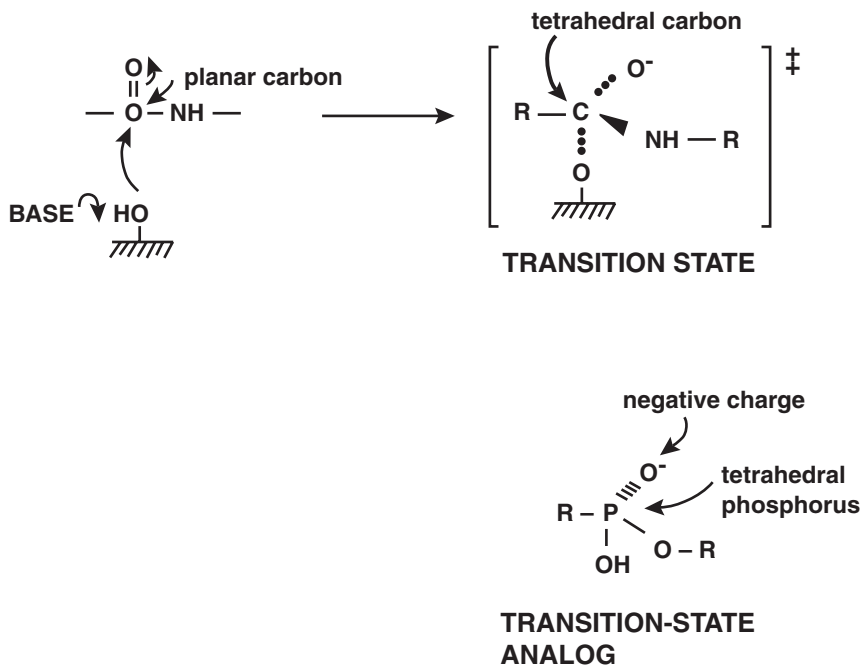 tetrahedral carbon
O
planar carbon
O
NH
BASE
HO
‡
O-
R
C
NH — R
O
TRANSITION STATE
negative charge
O-
tetrahedral
phosphorus
R – P
OH
O – R
TRANSITION-STATE
ANALOG